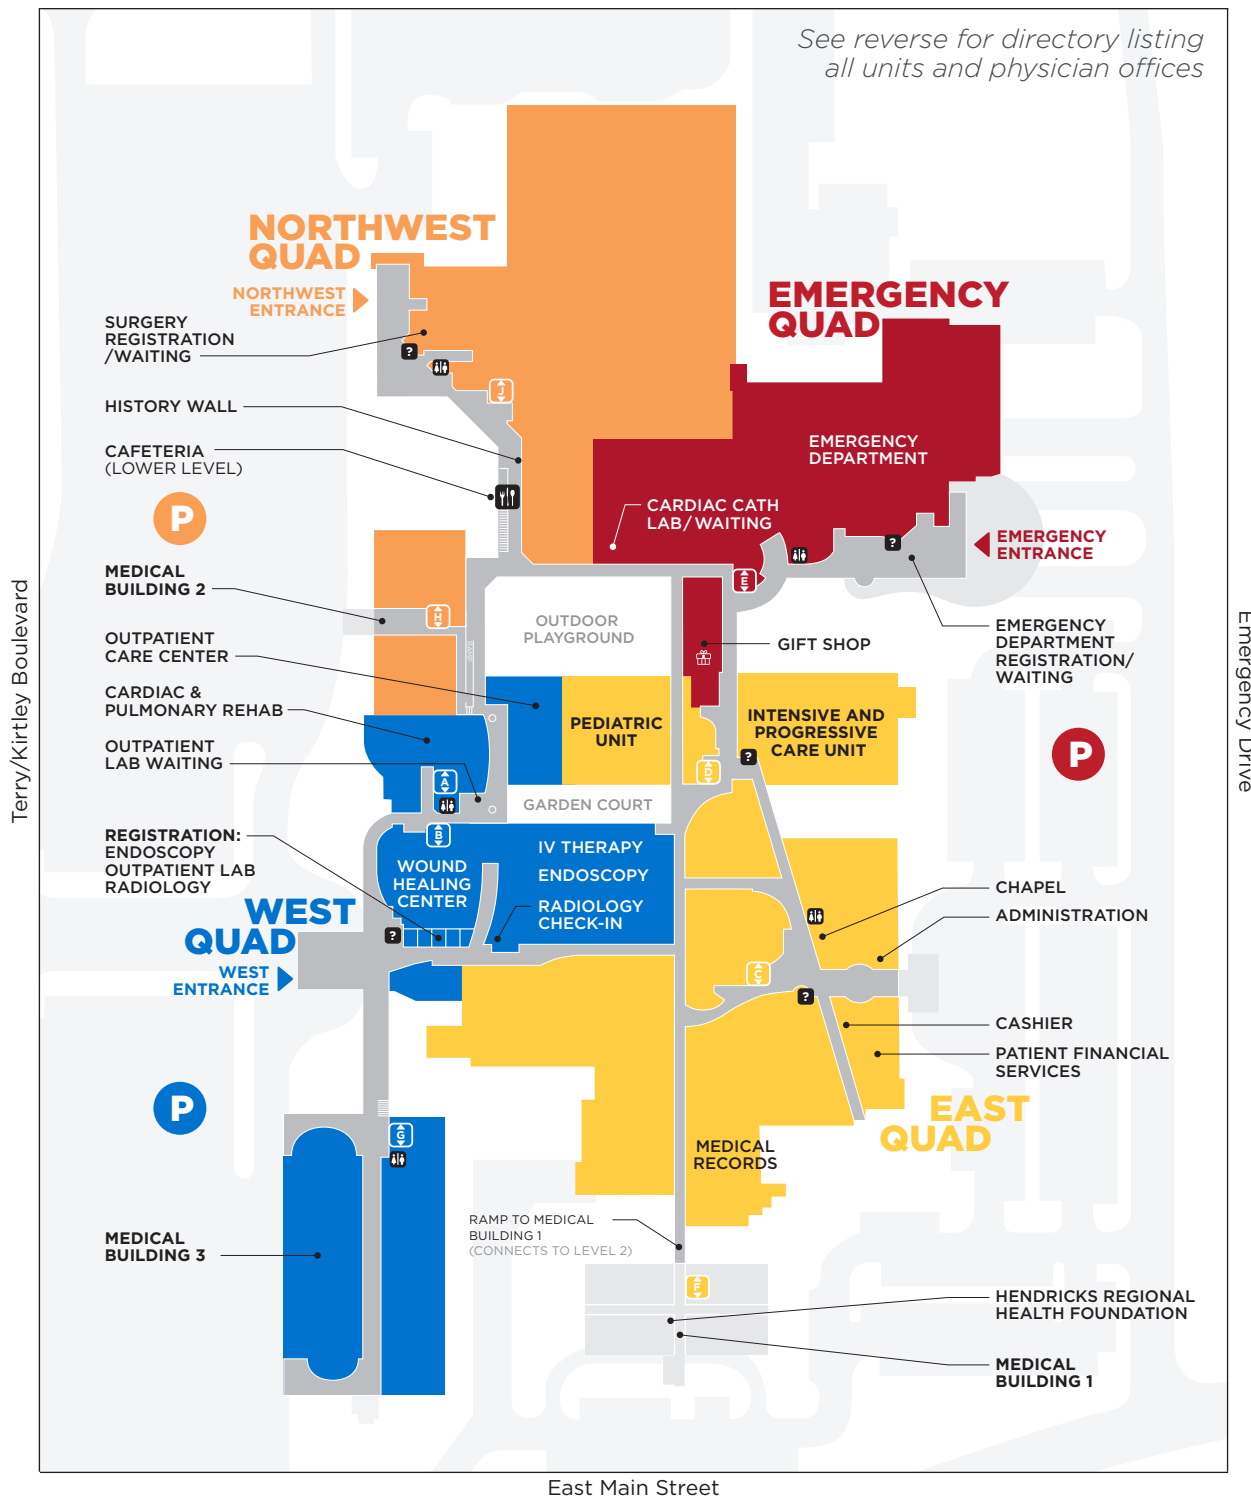 See reverse for directory listing
all units and physician offices
NORTHWEST
QUAD
NORTHWEST
ENTRANCE
SURGERY
REGISTRATION
/WAITING
?
J
HISTORY WALL
CAFETERIA
(LOWER LEVEL)
P
EMERGENCY
QUAD
EMERGENCY
DEPARTMENT
CARDIAC CATH
LAB/WAITING
?
EMERGENCY
ENTRANCE
E
MEDICAL
BUILDING 2
H
OUTPATIENT
CARE CENTER
RAMP
CARDIAC &
PULMONARY REHAB
OUTPATIENT
LAB WAITING
OUTDOOR
PLAYGROUND
GIFT SHOP
EMERGENCY
DEPARTMENT
REGISTRATION/
WAITING
PEDIATRIC
UNIT
INTENSIVE AND
PROGRESSIVE
CARE UNIT
?
D
P
A
GARDEN COURT
B
REGISTRATION:
ENDOSCOPY
OUTPATIENT LAB
RADIOLOGY
WOUND
HEALING
CENTER
IV THERAPY
ENDOSCOPY
RADIOLOGY
CHECK-IN
WEST
QUAD
?
WEST
ENTRANCE
CHAPEL
ADMINISTRATION
C
?
CASHIER
PATIENT FINANCIAL
SERVICES
EAST
QUAD
P
G
MEDICAL
RECORDS
MEDICAL
BUILDING 3
RAMP TO MEDICAL
BUILDING 1
(CONNECTS TO LEVEL 2)
F
HENDRICKS REGIONAL
HEALTH FOUNDATION
MEDICAL
BUILDING 1
Terry/Kirtley Boulevard
Emergency Drive
East Main Street